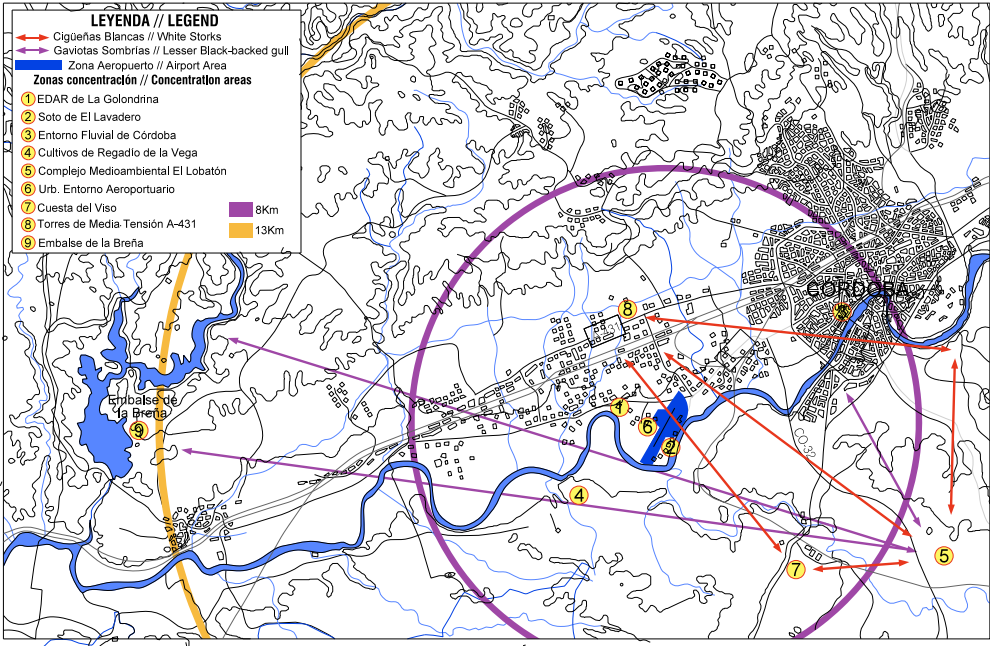 LEYENDA // LEGEND
Cigüeñas Blancas // White Storks
Gaviotas Sombrías // Lesser Black-backed gull
Zona Aeropuerto // Airport Area
Zonas concentración // Concentration areas
1 EDAR de La Golondrina
2 Soto de El Lavadero
3 Entorno Fluvial de Córdoba
4 Cultivos de Regadío de la Vega
5 Complejo Medioambiental El Lobatón
6 Urb. Entorno Aeroportuario
7 Cuesta del Viso
8 Torres de Media Tensión A-431
9 Embalse de la Breña
8Km
13Km
CÓRDOBA
8
Embalse de
la Breña
9
1
6
2
4
CO-32
5
7